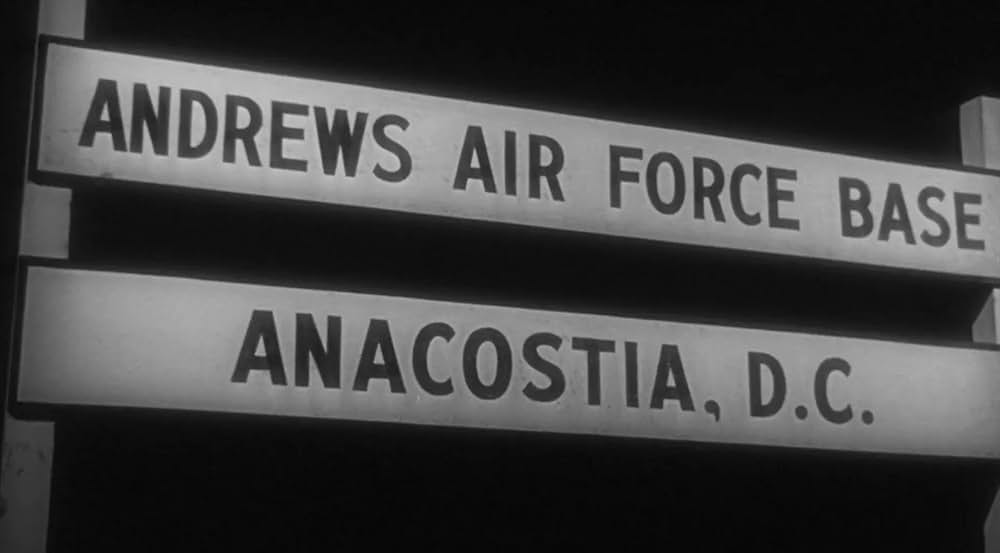 ANDREWS AIR FORCE BASE
ANACOSTIA, D.C.